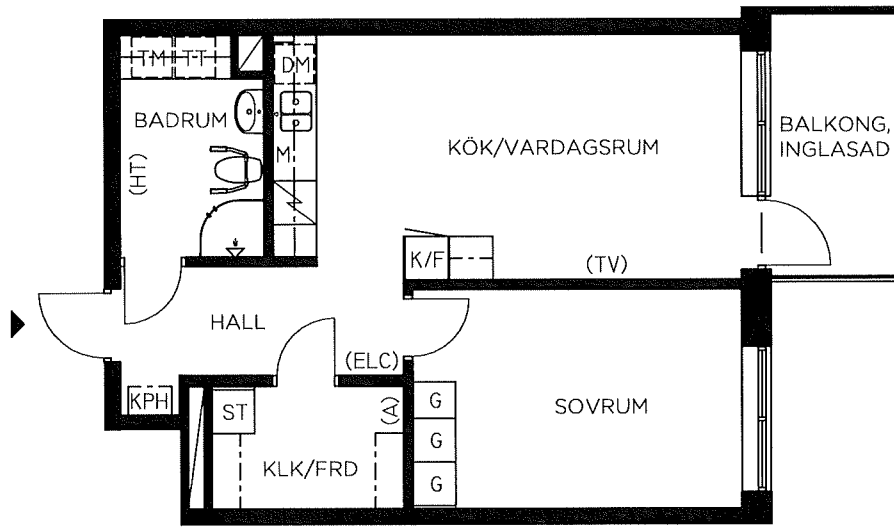 TM TT
DM
BADRUM
M
(HT)
KÖK/VARDAGSRUM
BALKONG,
INGLASAD
K/F
(TV)
HALL
(ELC)
KPH
ST
(A)
G
G
G
SOVRUM
KLK/FRD